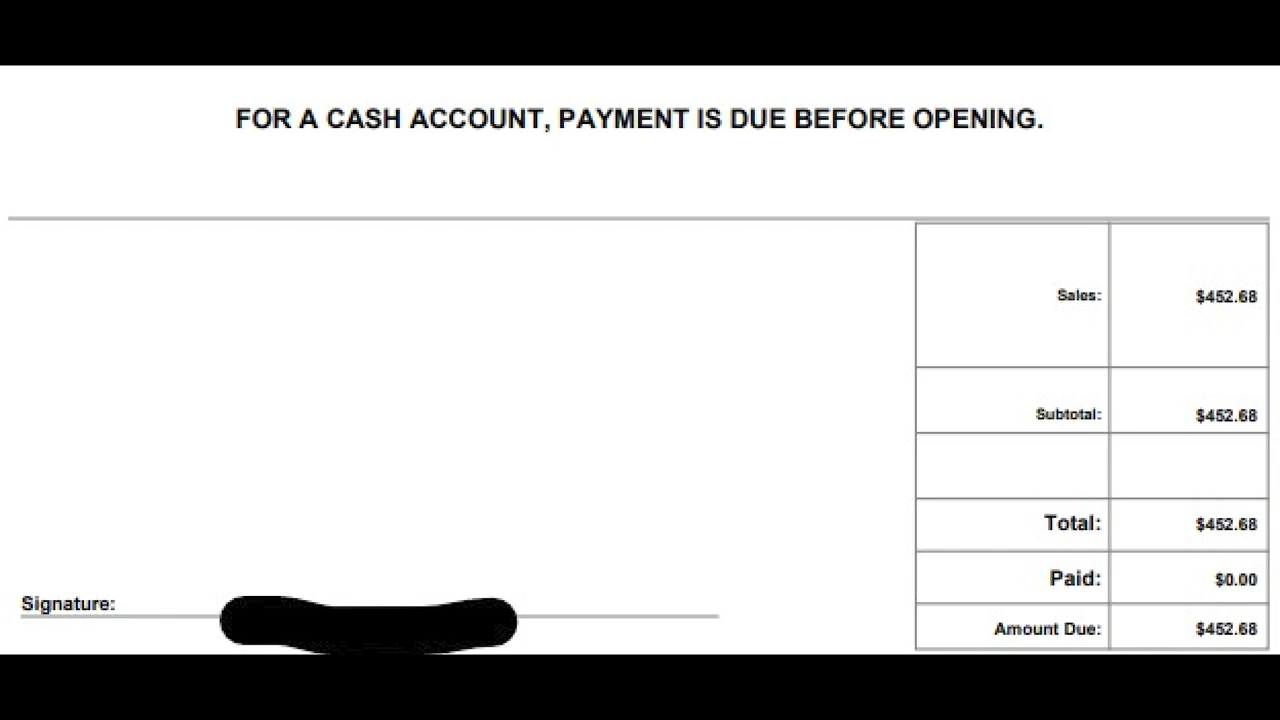 FOR A CASH ACCOUNT, PAYMENT IS DUE BEFORE OPENING.
Sales: $452.68
Subtotal: $452.68
Total: $452.68
Paid: $0.00
Signature:
Amount Due: $452.68